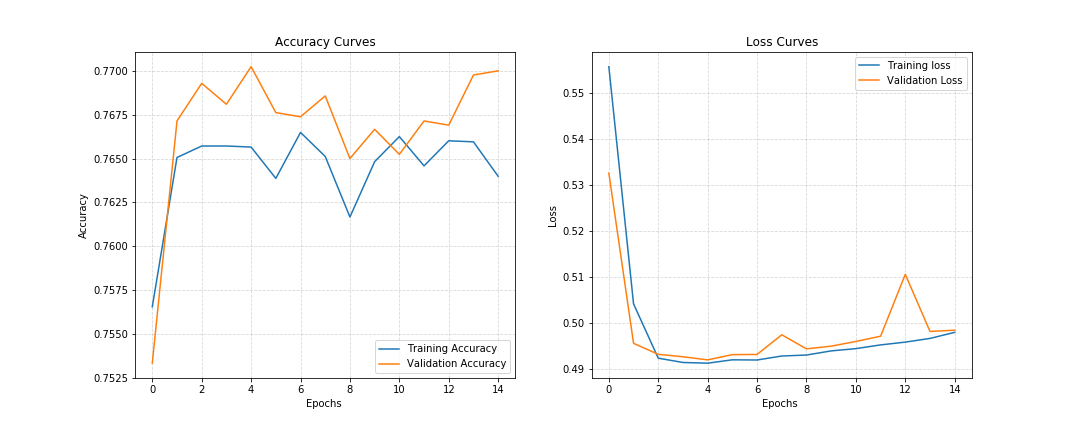 Accuracy Curves
0.7700
0.7675
0.7650
0.7625
0.7600
0.7575
0.7550
0.7525
Accuracy
0 2 4 6 8 10 12 14
Epochs
Training Accuracy
Validation Accuracy
Loss Curves
0.55
0.54
0.53
0.52
0.51
0.50
0.49
Loss
0 2 4 6 8 10 12 14
Epochs
Training loss
Validation Loss